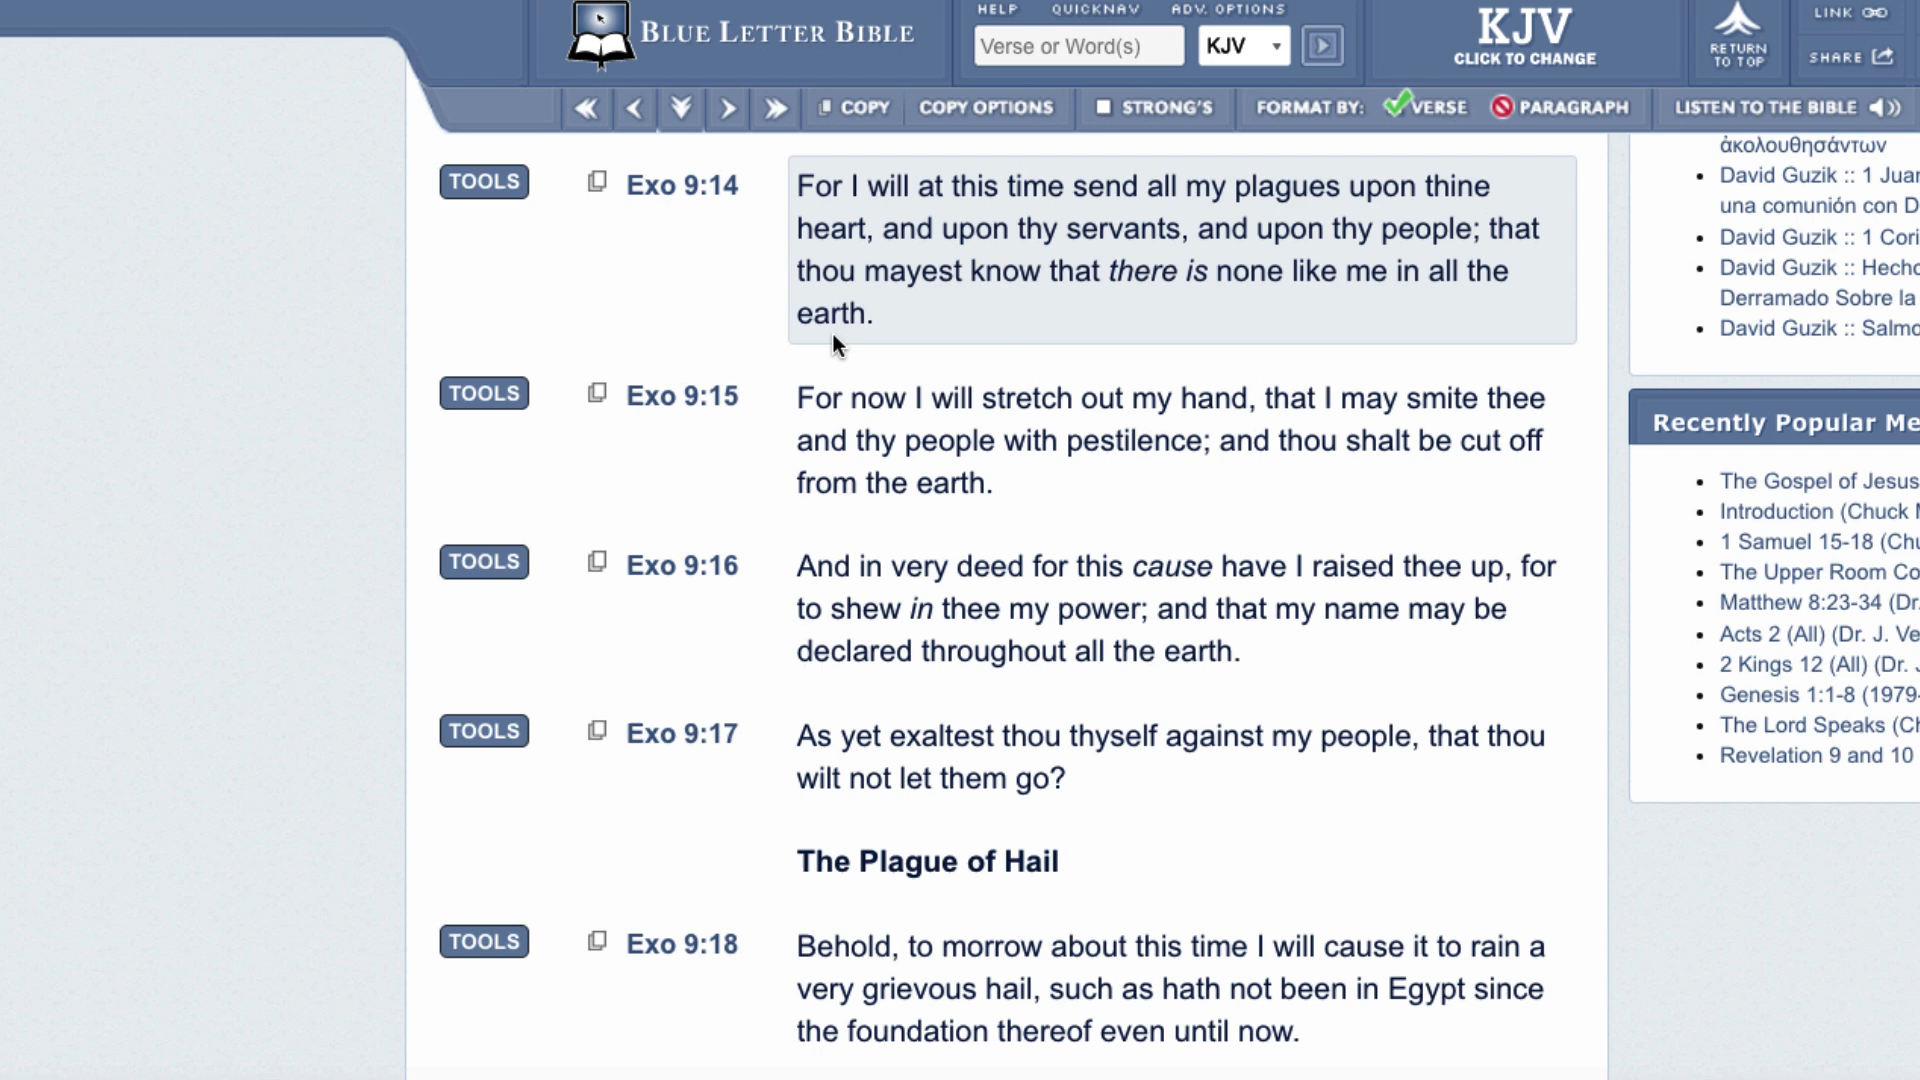 HELP QUICKNAV ADV. OPTIONS
BLUE LETTER BIBLE
Verse or Word(s)
KJV
KJV
CLICK TO CHANGE
RETURN
TO TOP
LINK
SHARE
COPY COPY OPTIONS STRONG'S FORMAT BY: VERSE PARAGRAPH LISTEN TO THE BIBLE
TOOLS Exo 9:14 For I will at this time send all my plagues upon thine
heart, and upon thy servants, and upon thy people; that
thou mayest know that there is none like me in all the
earth.
TOOLS Exo 9:15 For now I will stretch out my hand, that I may smite thee
and thy people with pestilence; and thou shalt be cut off
from the earth.
TOOLS Exo 9:16 And in very deed for this cause have I raised thee up, for
to shew in thee my power; and that my name may be
declared throughout all the earth.
TOOLS Exo 9:17 As yet exaltest thou thyself against my people, that thou
wilt not let them go?
The Plague of Hail
TOOLS Exo 9:18 Behold, to morrow about this time I will cause it to rain a
very grievous hail, such as hath not been in Egypt since
the foundation thereof even until now.
ἀκολουθησάντων
David Guzik :: 1 Juan
una comunión con D
David Guzik :: 1 Cori
David Guzik :: Hecho
Derramado Sobre la
David Guzik :: Salmo
Recently Popular Me
The Gospel of Jesus
Introduction (Chuck M
1 Samuel 15-18 (Chu
The Upper Room Co
Matthew 8:23-34 (Dr.
Acts 2 (All) (Dr. J. Ve
2 Kings 12 (All) (Dr. J
Genesis 1:1-8 (1979-
The Lord Speaks (Ch
Revelation 9 and 10